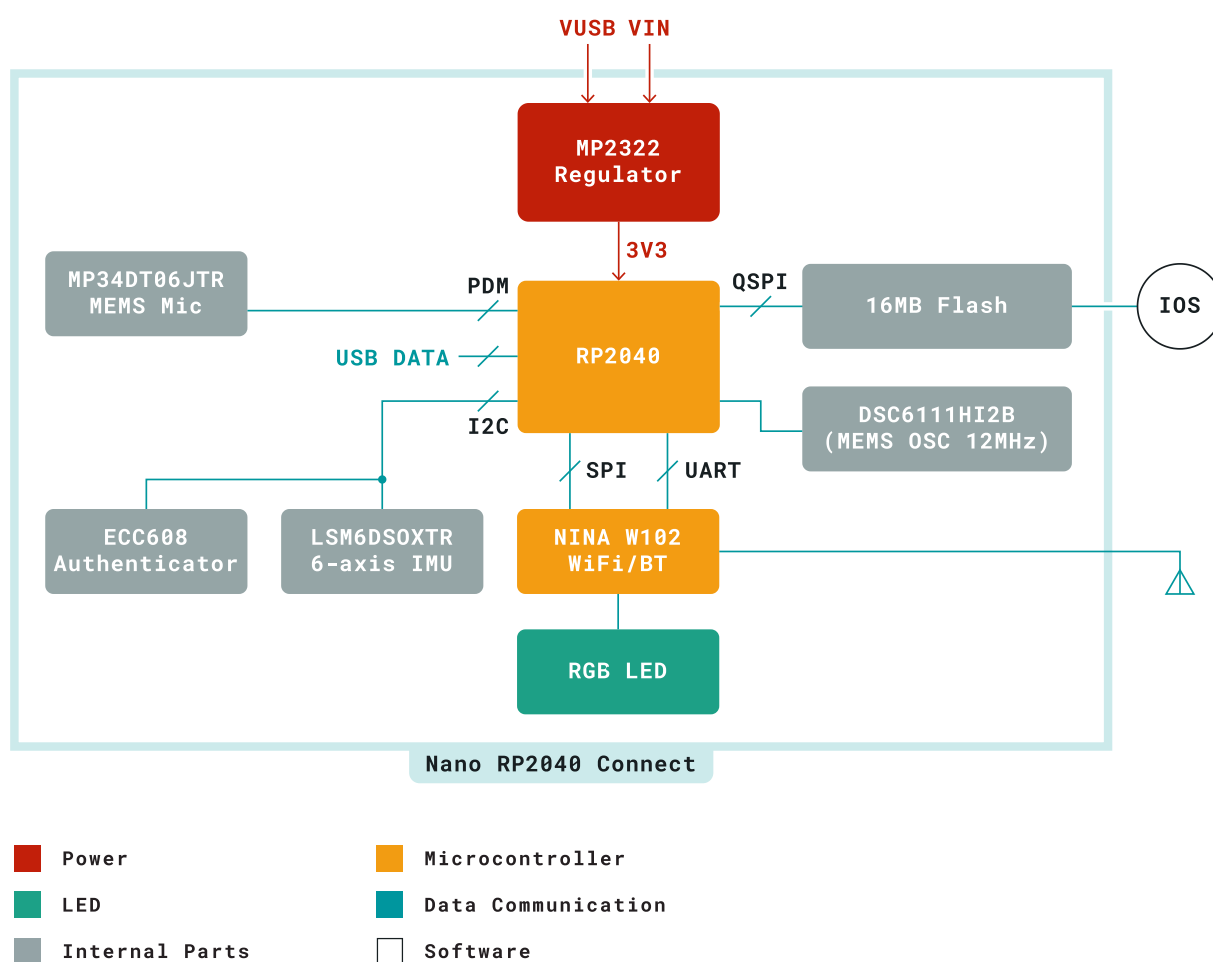 VUSB VIN
MP2322
Regulator
3V3
MP34DT06JTR
MEMS Mic
PDM
QSPI
16MB Flash
IOS
USB DATA
RP2040
I2C
DSC6111HI2B
(MEMS OSC 12MHz)
SPI
UART
ECC608
Authenticator
LSM6DSOXTR
6-axis IMU
NINA W102
WiFi/BT
RGB LED
Nano RP2040 Connect
Power
Microcontroller
LED
Data Communication
Internal Parts
Software